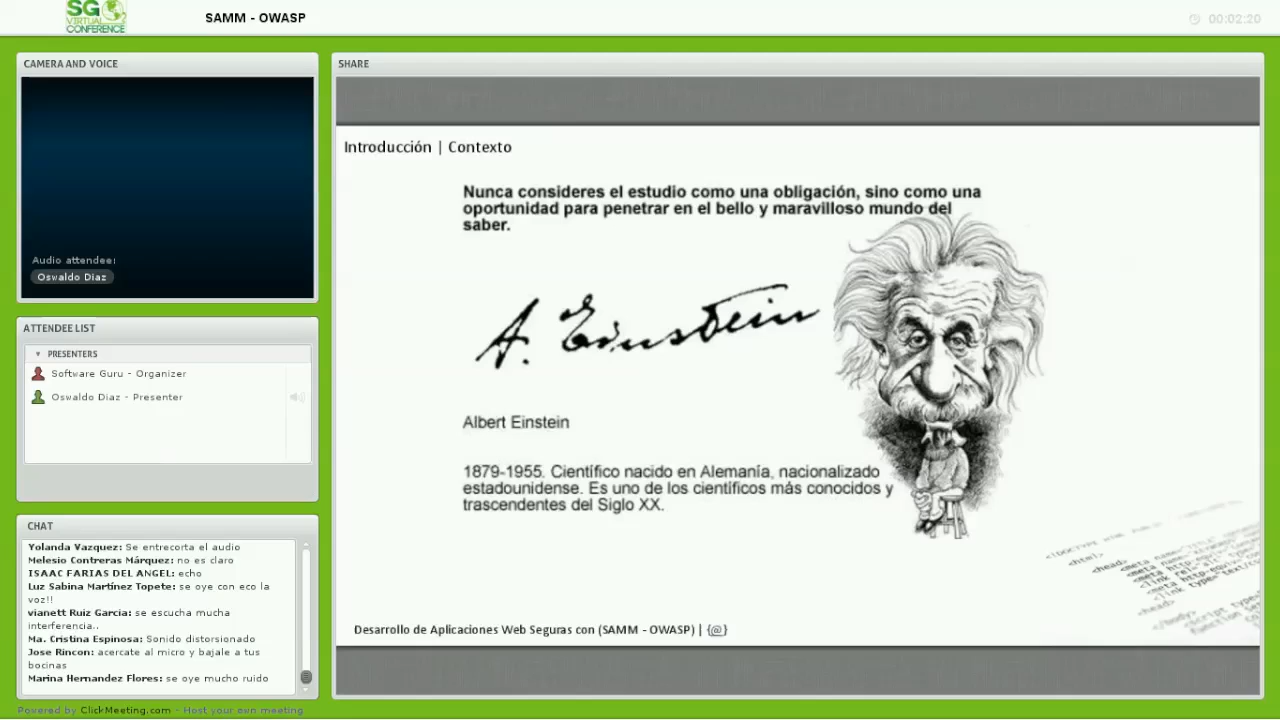 SG
VIRTUAL
CONFERENCE
SAMM - OWASP
00:02:20
CAMERA AND VOICE
Audio attendee:
Oswaldo Diaz
ATTENDEE LIST
PRESENTERS
Software Guru - Organizer
Oswaldo Diaz - Presenter
CHAT
Yolanda Vazquez: Se entrecorta el audio
Melesio Contreras Márquez: no es claro
ISAAC FARIAS DEL ANGEL: echo
Luz Sabina Martínez Topete: se oye con eco la
voz!!
vianett Ruiz Garcia: se escucha mucha
interferencia..
Ma. Cristina Espinosa: Sonido distorsionado
Jose Rincon: acercate al micro y bajale a tus
bocinas
Marina Hernandez Flores: se oye mucho ruido
Powered by ClickMeeting.com - Host your own meeting
SHARE
Introducción | Contexto
Nunca consideres el estudio como una obligación, sino como una
oportunidad para penetrar en el bello y maravilloso mundo del
saber.
A. Einstein
Albert Einstein
1879-1955. Científico nacido en Alemanía, nacionalizado
estadounidense. Es uno de los científicos más conocidos y
trascendentes del Siglo XX.
<html>
<head>
Desarrollo de Aplicaciones Web Seguras con (SAMM - OWASP) | {@}